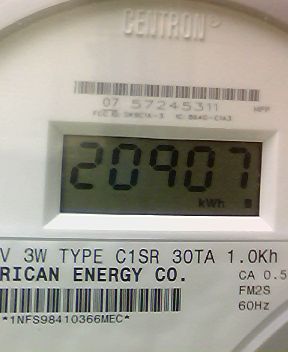 CENTRON
07 57245311
20907
kWh
V 3W TYPE C1SR 30TA 1.0Kh
RICAN ENERGY CO.
CA 0.5
FM2S
60Hz
*1NFS98410366MEC*